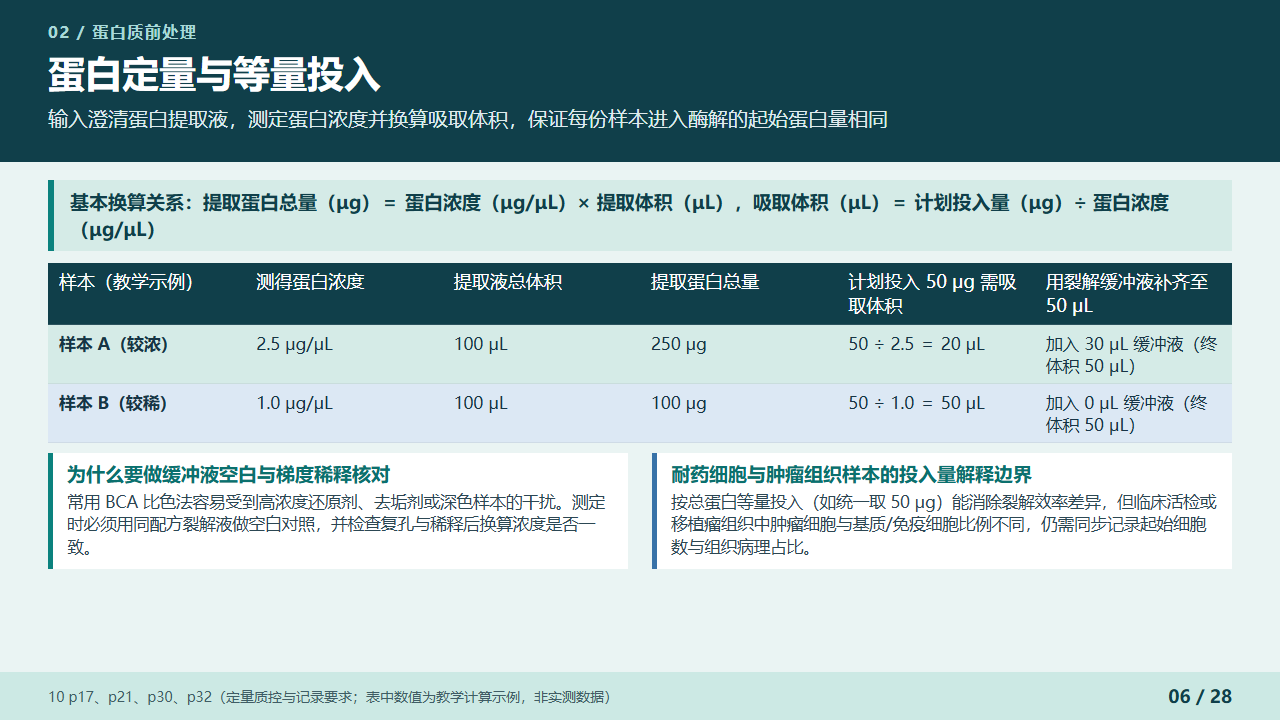 02 / 蛋白质前处理
蛋白定量与等量投入
输入澄清蛋白提取液，测定蛋白浓度并换算吸取体积，保证每份样本进入酶解的起始蛋白量相同
基本换算关系：提取蛋白总量（μg）＝ 蛋白浓度（μg/μL）× 提取体积（μL），吸取体积（μL）＝ 计划投入量（μg）÷ 蛋白浓度
（μg/μL）
样本（教学示例） 测得蛋白浓度 提取液总体积 提取蛋白总量 计划投入 50 μg 需吸 用裂解缓冲液补齐至
取体积 50 μL
样本 A（较浓） 2.5 μg/μL 100 μL 250 μg 50 ÷ 2.5 ＝ 20 μL 加入 30 μL 缓冲液（终
体积 50 μL）
样本 B（较稀） 1.0 μg/μL 100 μL 100 μg 50 ÷ 1.0 ＝ 50 μL 加入 0 μL 缓冲液（终
体积 50 μL）
为什么要做缓冲液空白与梯度稀释核对
常用 BCA 比色法容易受到高浓度还原剂、去垢剂或深色样本的干扰。测定
时必须用同配方裂解液做空白对照，并检查复孔与稀释后换算浓度是否一
致。
耐药细胞与肿瘤组织样本的投入量解释边界
按总蛋白等量投入（如统一取 50 μg）能消除裂解效率差异，但临床活检或
移植瘤组织中肿瘤细胞与基质/免疫细胞比例不同，仍需同步记录起始细胞
数与组织病理占比。
10 p17、p21、p30、p32（定量质控与记录要求；表中数值为教学计算示例，非实测数据）
06 / 28